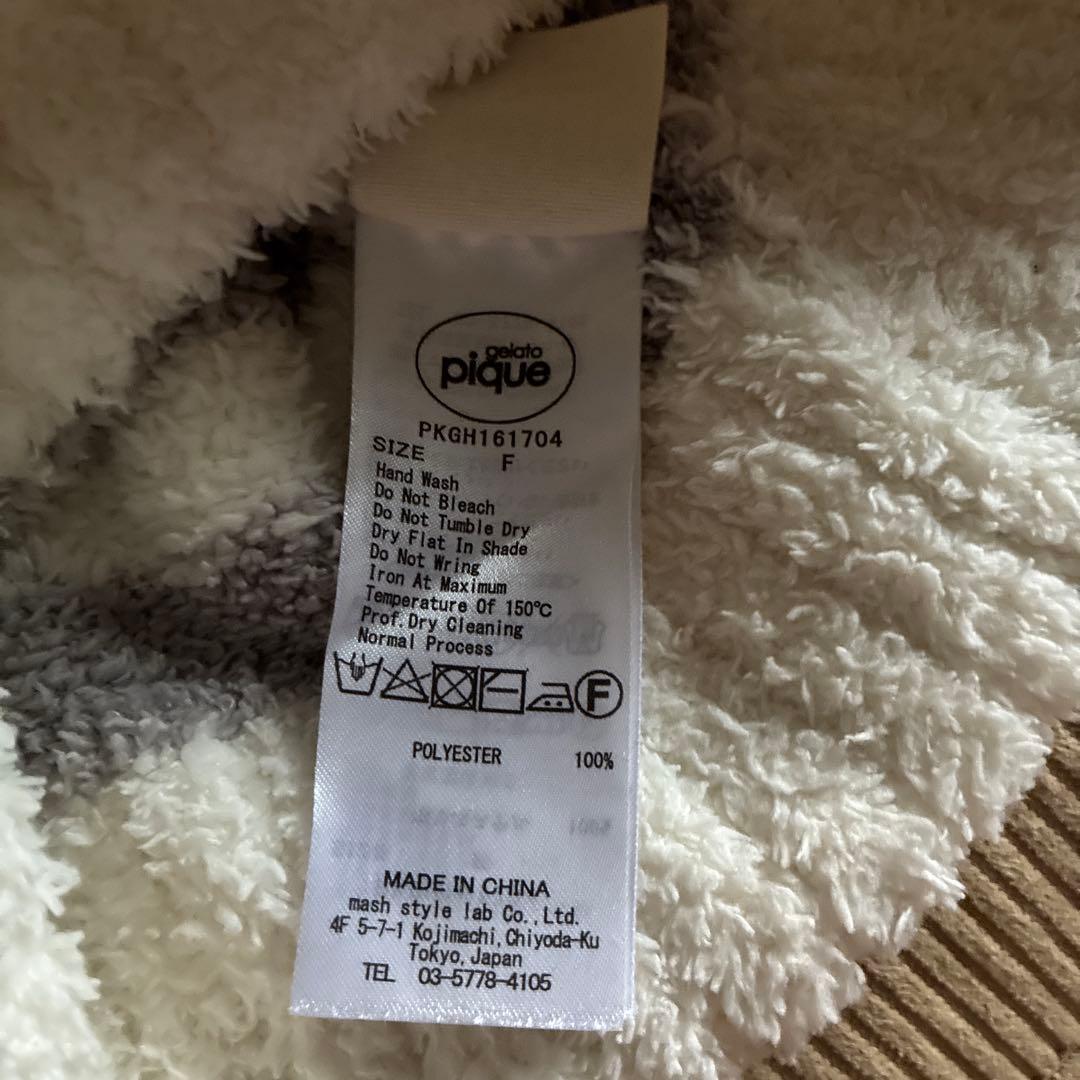 gelato
pique
PKGH161704
SIZE F
Hand Wash
Do Not Bleach
Do Not Tumble Dry
Dry Flat In Shade
Do Not Wring
Iron At Maximum
Temperature Of 150℃
Prof.Dry Cleaning
Normal Process
F
POLYESTER 100%
MADE IN CHINA
mash style lab Co.,Ltd.
4F 5-7-1 Kojimachi,Chiyoda-Ku
Tokyo,Japan
TEL 03-5778-4105